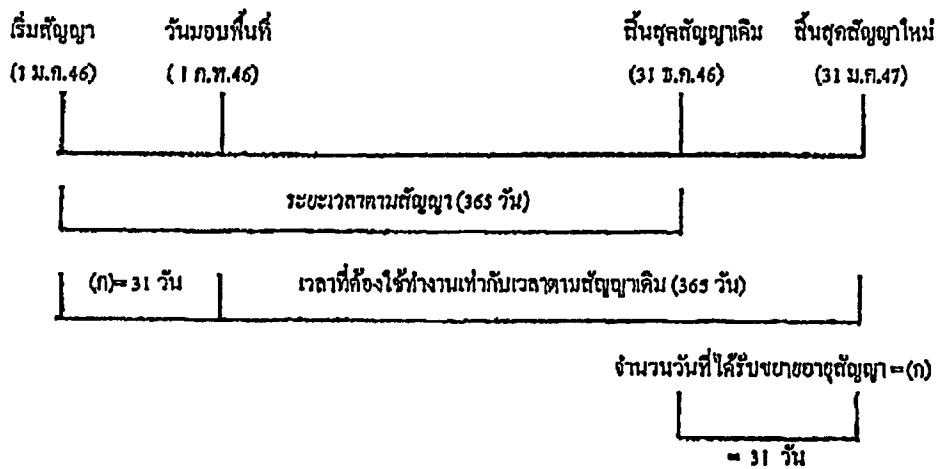 เริ่มสัญญา วันมอบพื้นที่ สิ้นสุดสัญญาเดิม สิ้นสุดสัญญาใหม่
(1 ม.ค.46) (1 ก.พ.46) (31 ธ.ค.46) (31 ม.ค.47)
ระยะเวลาตามสัญญา (365 วัน)
(ก)= 31 วัน เวลาที่ต้องใช้ทำงานเท่ากับเวลาตามสัญญาเดิม (365 วัน)
จำนวนวันที่ได้รับขยายอายุสัญญา = (ก)
= 31 วัน